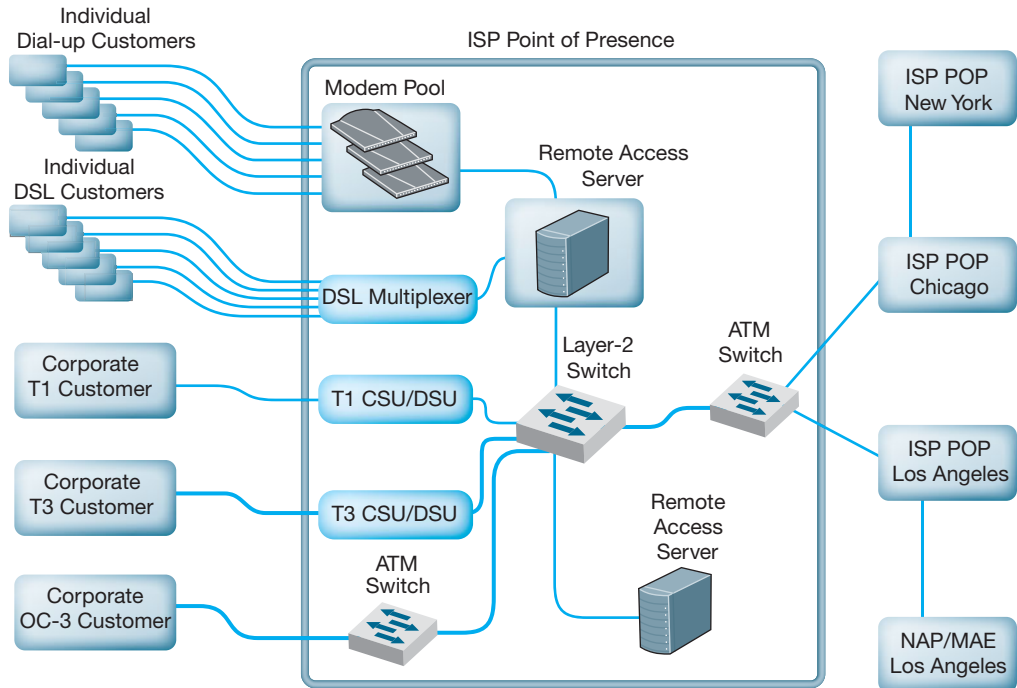 Individual
Dial-up Customers
ISP Point of Presence
Modem Pool
ISP POP
New York
Individual
DSL Customers
Remote Access
Server
DSL Multiplexer
ISP POP
Chicago
Layer-2
Switch
ATM
Switch
Corporate
T1 Customer
T1 CSU/DSU
ISP POP
Los Angeles
Corporate
T3 Customer
T3 CSU/DSU
Remote
Access
Server
ATM
Switch
Corporate
OC-3 Customer
NAP/MAE
Los Angeles